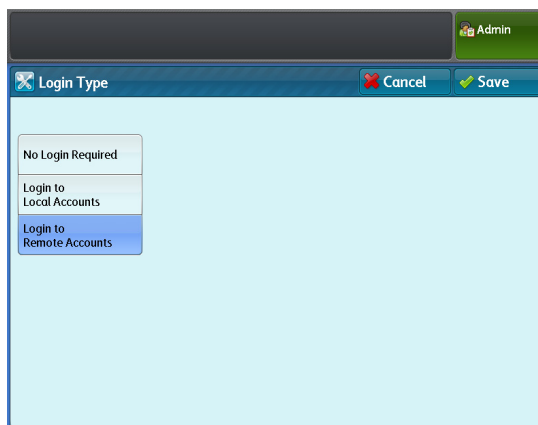 Admin
Login Type
Cancel
Save
No Login Required
Login to
Local Accounts
Login to
Remote Accounts